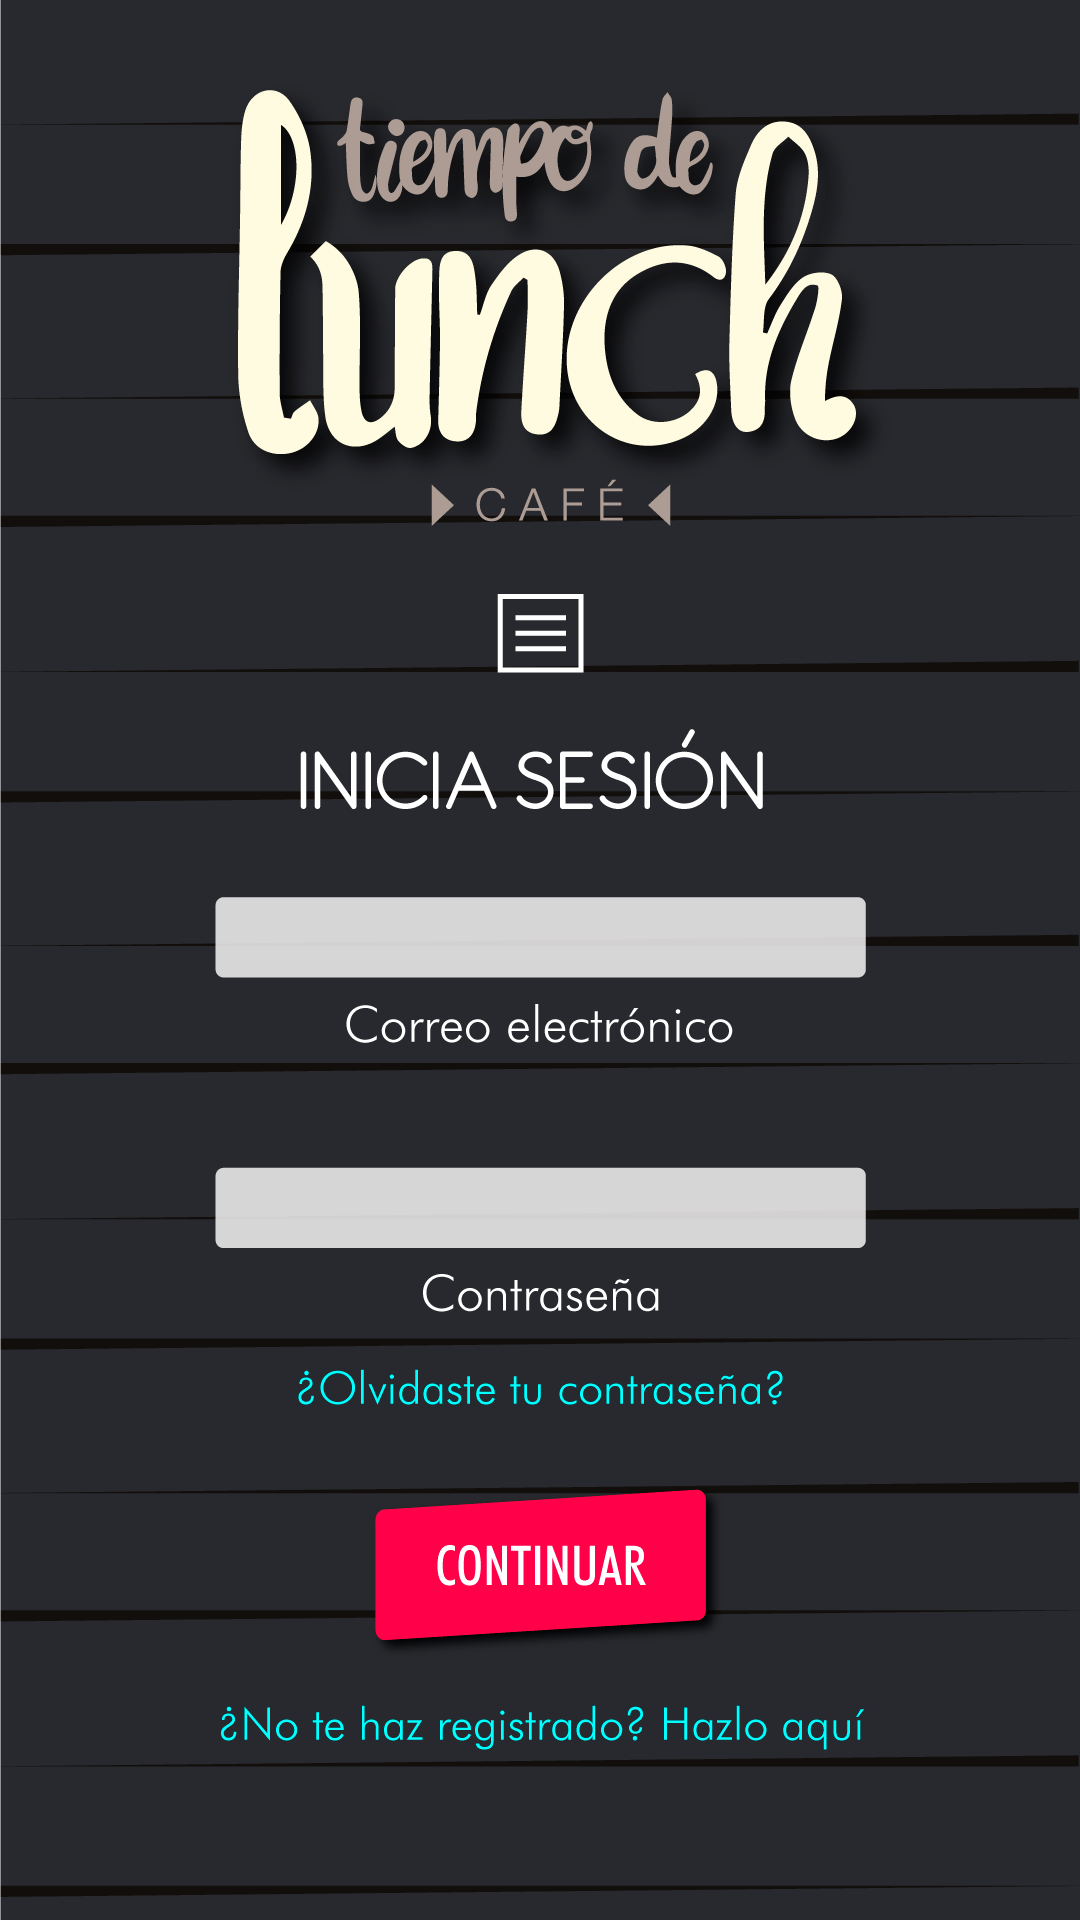 tiempo de
lunch
CAFÉ
INICIA SESIÓN
Correo electrónico
Contraseña
¿Olvidaste tu contraseña?
CONTINUAR
¿No te haz registrado? Hazlo aquí